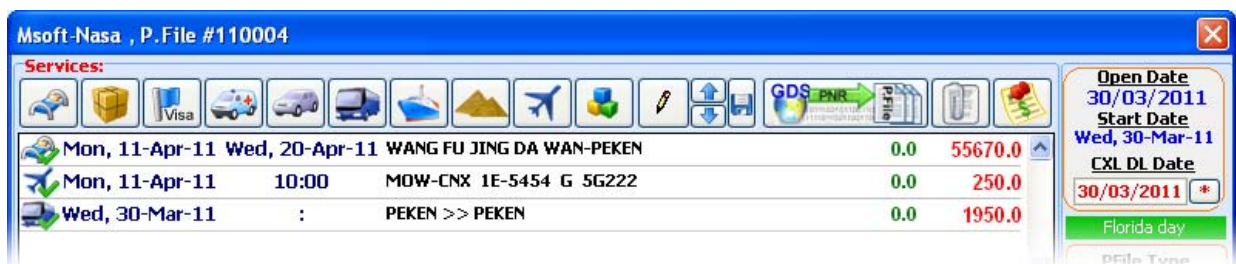 Msoft-Nasa , P.File #110004
Services:
Visa
GDS PNR PFile
Mon, 11-Apr-11 Wed, 20-Apr-11 WANG FU JING DA WAN-PEKEN 0.0 55670.0
Mon, 11-Apr-11 10:00 MOW-CNX 1E-5454 G 5G222 0.0 250.0
Wed, 30-Mar-11 : PEKEN >> PEKEN 0.0 1950.0
Open Date
30/03/2011
Start Date
Wed, 30-Mar-11
CXL DL Date
30/03/2011 *
Florida day
PFile Type